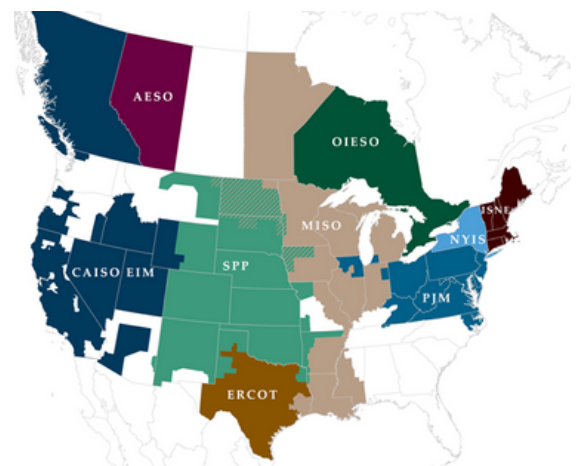 AESO
OIESO
ISNE
MISO
NYIS
SPP
CAISO
EIM
PJM
ERCOT